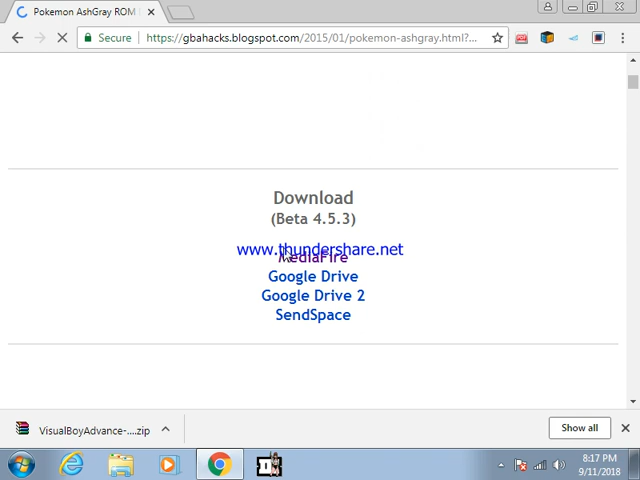 Pokemon AshGray ROM
Secure
https://gbahacks.blogspot.com/2015/01/pokemon-ashgray.html?...
Download
(Beta 4.5.3)
www.thundershare.net
MediaFire
Google Drive
Google Drive 2
SendSpace
VisualBoyAdvance-....zip
Show all
8:17 PM
9/11/2018